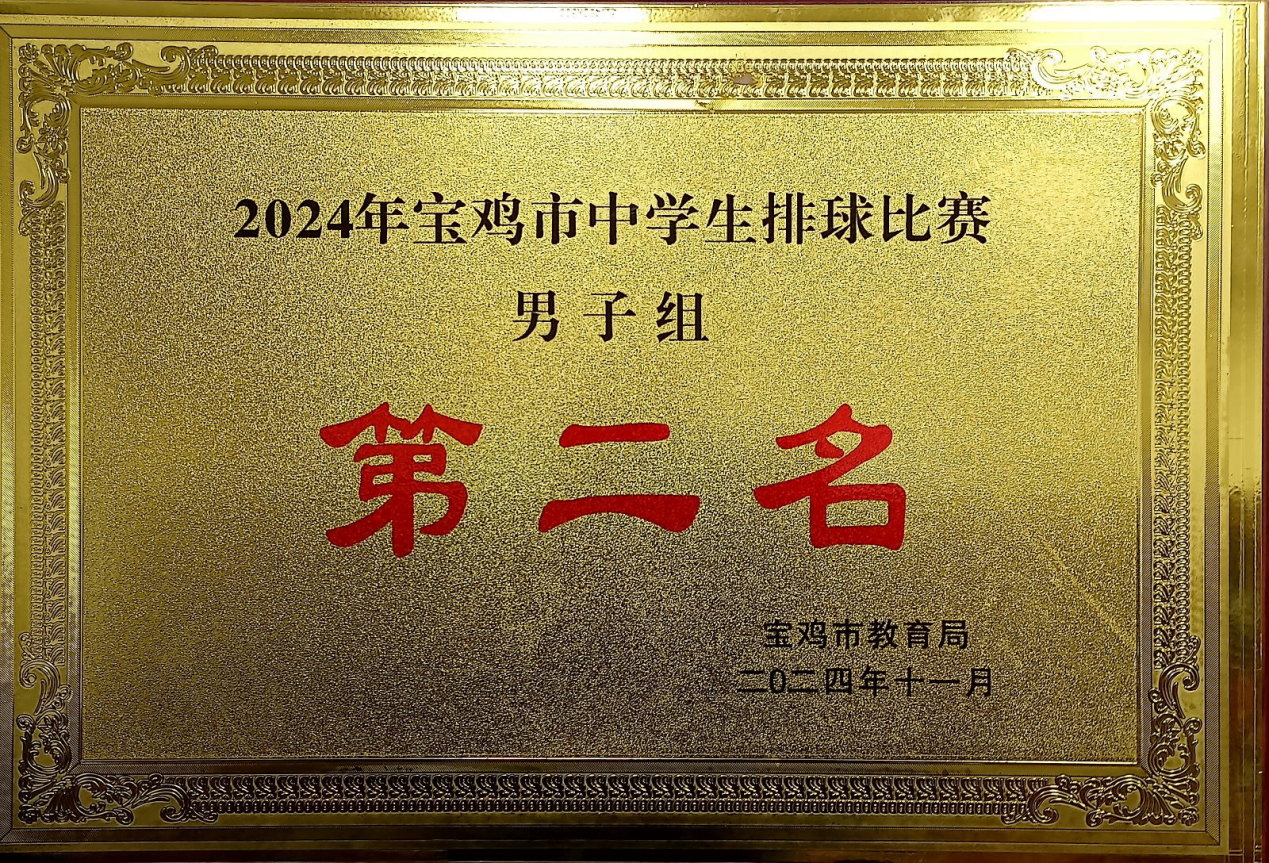 2024年宝鸡市中学生排球比赛
男子组
第二名
宝鸡市教育局
二0二四年十一月